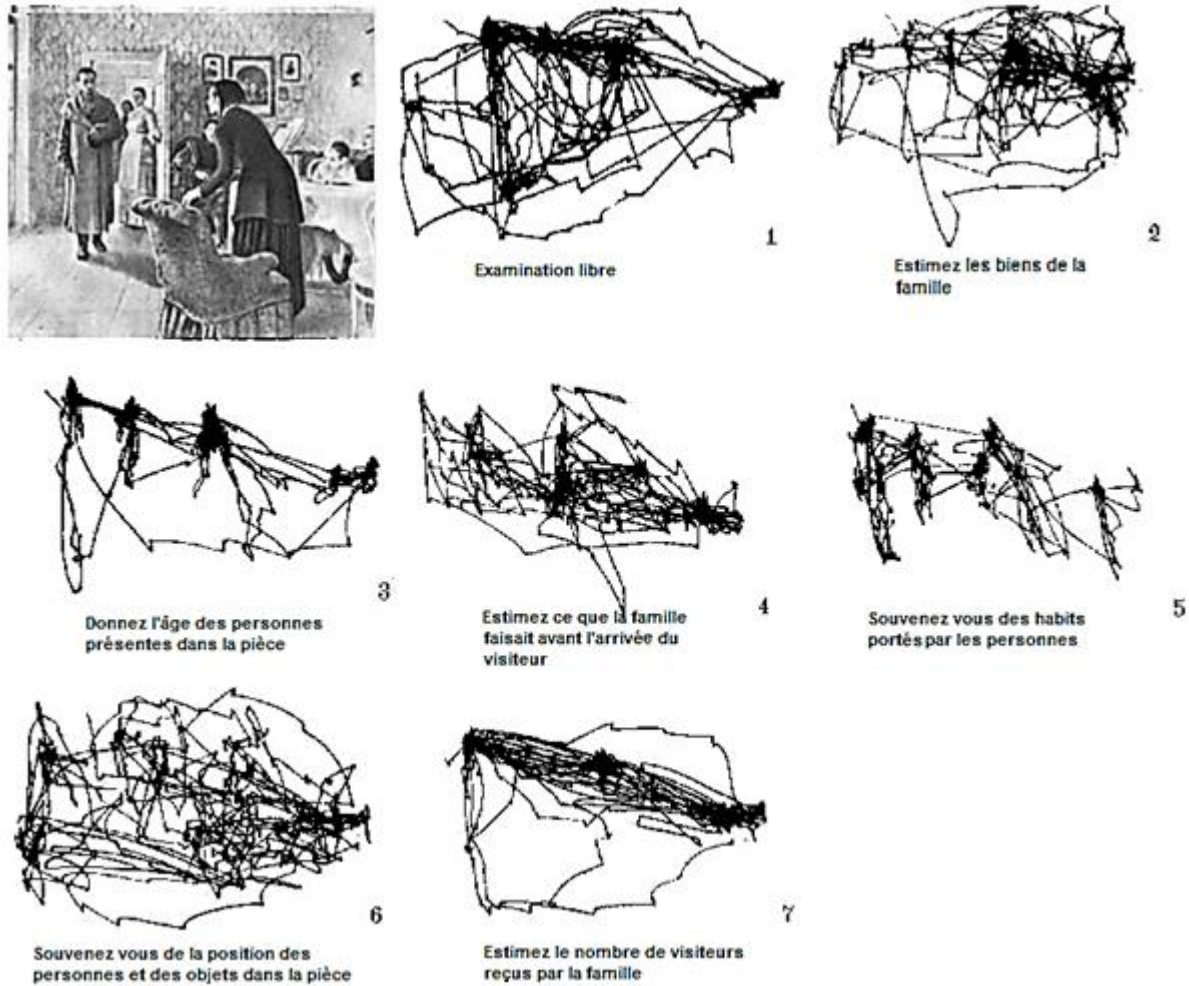 1
Examination libre
2
Estimez les biens de la
famille
3
Donnez l'âge des personnes
présentes dans la pièce
4
Estimez ce que la famille
faisait avant l'arrivée du
visiteur
5
Souvenez vous des habits
portés par les personnes
6
Souvenez vous de la position des
personnes et des objets dans la pièce
7
Estimez le nombre de visiteurs
reçus par la famille